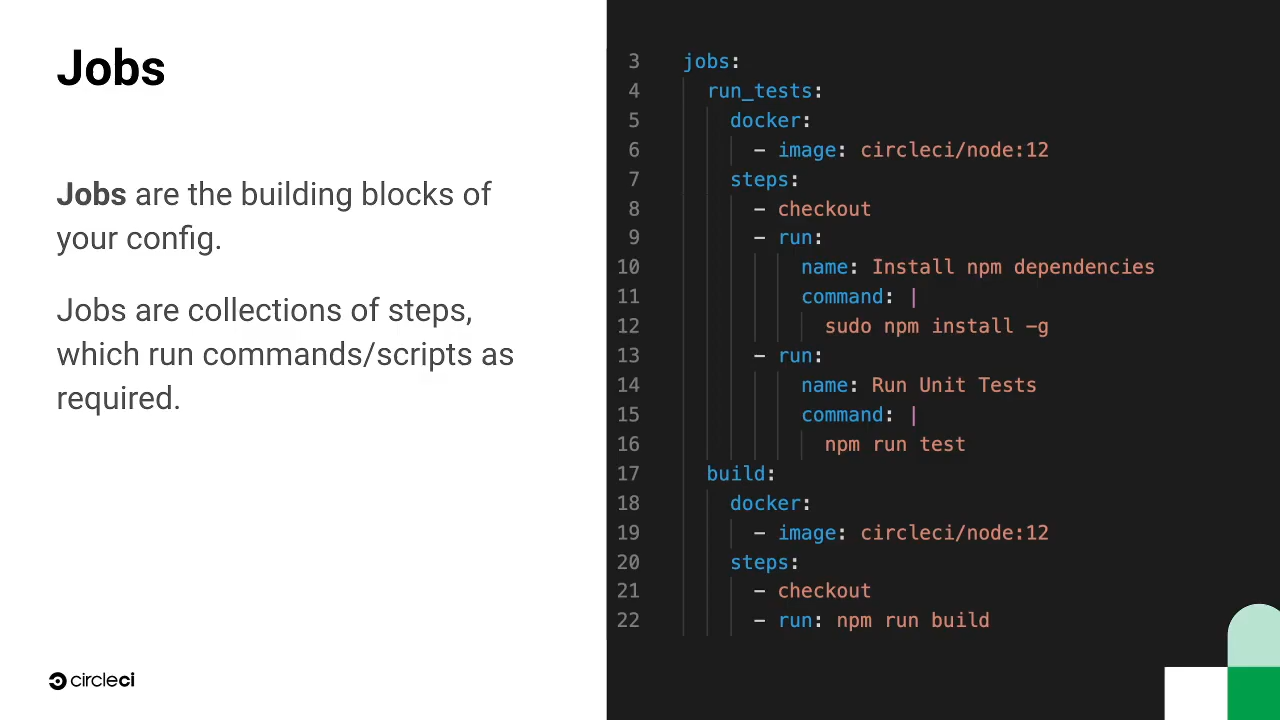 Jobs
Jobs are the building blocks of
your config.
Jobs are collections of steps,
which run commands/scripts as
required.
circleci
3 jobs:
4 run_tests:
5 docker:
6 - image: circleci/node:12
7 steps:
8 - checkout
9 - run:
10 name: Install npm dependencies
11 command: |
12 sudo npm install -g
13 - run:
14 name: Run Unit Tests
15 command: |
16 npm run test
17 build:
18 docker:
19 - image: circleci/node:12
20 steps:
21 - checkout
22 - run: npm run build